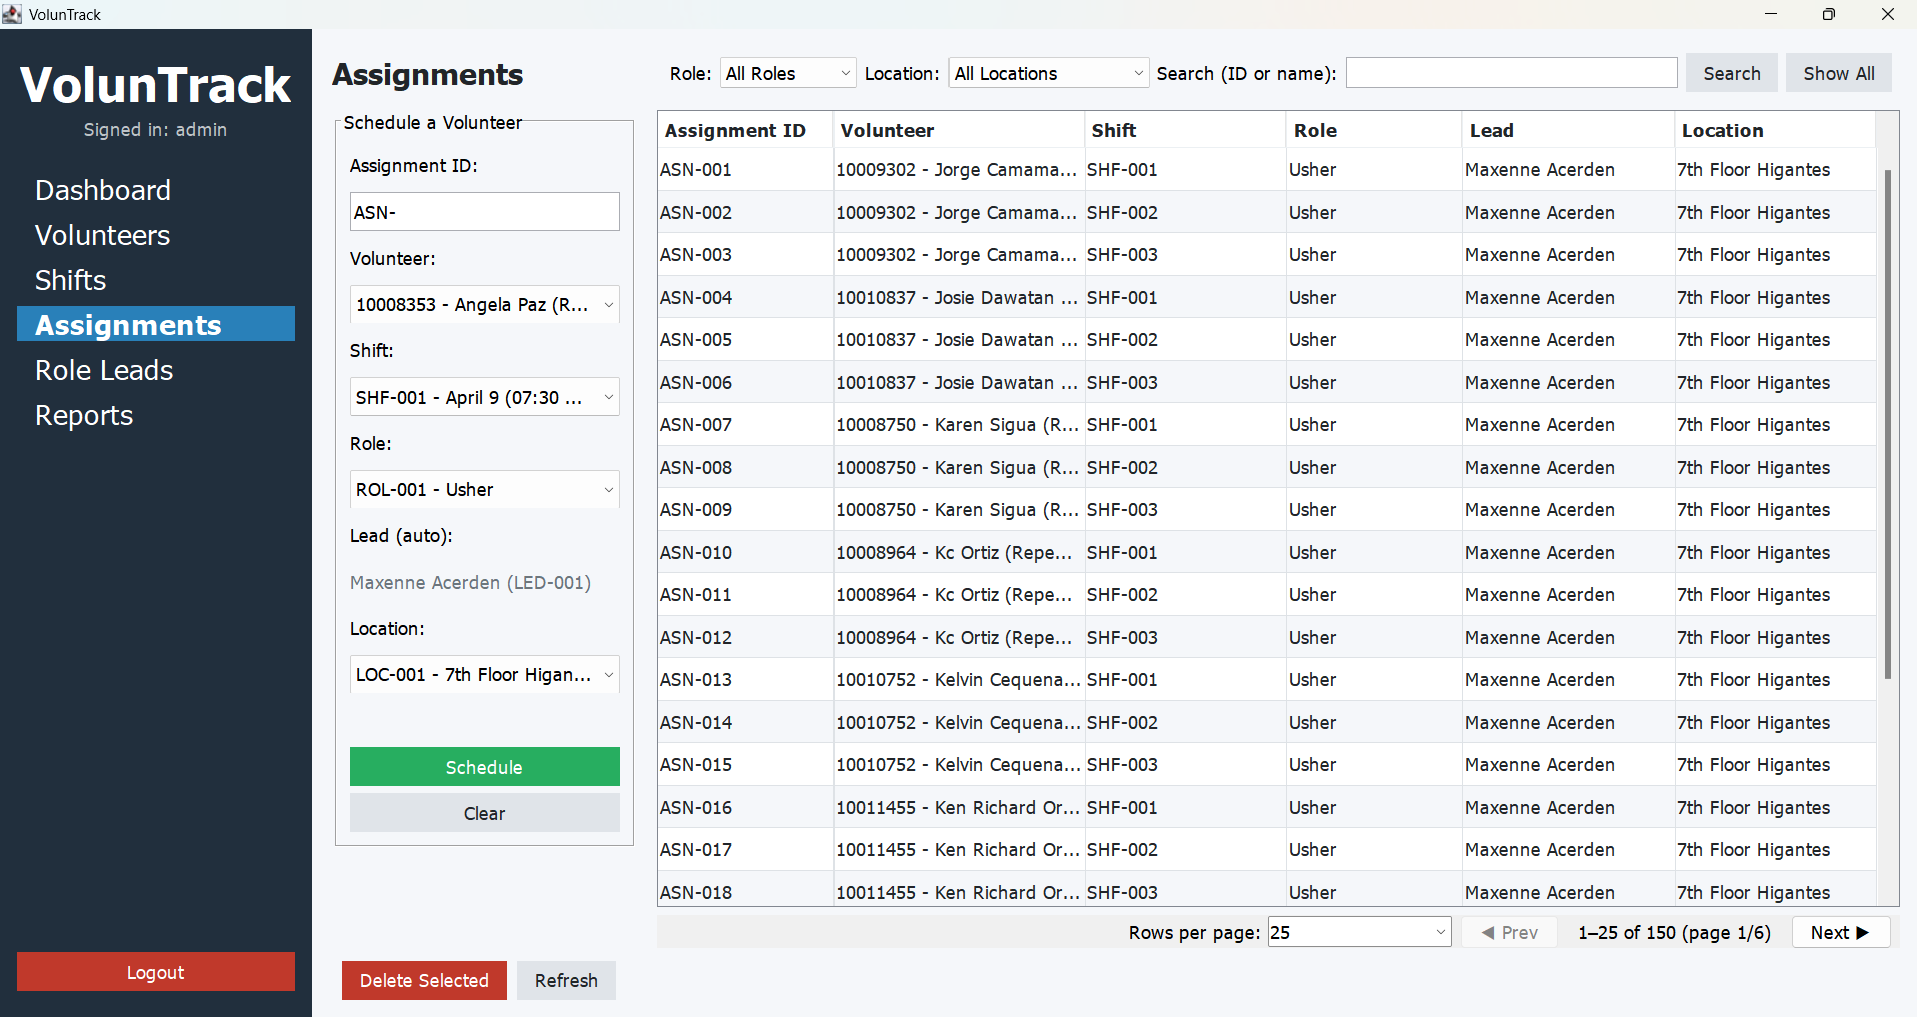 VolunTrack
VolunTrack
Signed in: admin
Dashboard
Volunteers
Shifts
Assignments
Role Leads
Reports
Logout
Assignments
Schedule a Volunteer
Assignment ID:
ASN-
Volunteer:
10008353 - Angela Paz (R...
Shift:
SHF-001 - April 9 (07:30 ...
Role:
ROL-001 - Usher
Lead (auto):
Maxenne Acerden (LED-001)
Location:
LOC-001 - 7th Floor Higan...
Schedule
Clear
Delete Selected Refresh
Role: All Roles Location: All Locations Search (ID or name): Search Show All
Assignment ID Volunteer Shift Role Lead Location
ASN-001 10009302 - Jorge Camama... SHF-001 Usher Maxenne Acerden 7th Floor Higantes
ASN-002 10009302 - Jorge Camama... SHF-002 Usher Maxenne Acerden 7th Floor Higantes
ASN-003 10009302 - Jorge Camama... SHF-003 Usher Maxenne Acerden 7th Floor Higantes
ASN-004 10010837 - Josie Dawatan ... SHF-001 Usher Maxenne Acerden 7th Floor Higantes
ASN-005 10010837 - Josie Dawatan ... SHF-002 Usher Maxenne Acerden 7th Floor Higantes
ASN-006 10010837 - Josie Dawatan ... SHF-003 Usher Maxenne Acerden 7th Floor Higantes
ASN-007 10008750 - Karen Sigua (R... SHF-001 Usher Maxenne Acerden 7th Floor Higantes
ASN-008 10008750 - Karen Sigua (R... SHF-002 Usher Maxenne Acerden 7th Floor Higantes
ASN-009 10008750 - Karen Sigua (R... SHF-003 Usher Maxenne Acerden 7th Floor Higantes
ASN-010 10008964 - Kc Ortiz (Repe... SHF-001 Usher Maxenne Acerden 7th Floor Higantes
ASN-011 10008964 - Kc Ortiz (Repe... SHF-002 Usher Maxenne Acerden 7th Floor Higantes
ASN-012 10008964 - Kc Ortiz (Repe... SHF-003 Usher Maxenne Acerden 7th Floor Higantes
ASN-013 10010752 - Kelvin Cequena... SHF-001 Usher Maxenne Acerden 7th Floor Higantes
ASN-014 10010752 - Kelvin Cequena... SHF-002 Usher Maxenne Acerden 7th Floor Higantes
ASN-015 10010752 - Kelvin Cequena... SHF-003 Usher Maxenne Acerden 7th Floor Higantes
ASN-016 10011455 - Ken Richard Or... SHF-001 Usher Maxenne Acerden 7th Floor Higantes
ASN-017 10011455 - Ken Richard Or... SHF-002 Usher Maxenne Acerden 7th Floor Higantes
ASN-018 10011455 - Ken Richard Or... SHF-003 Usher Maxenne Acerden 7th Floor Higantes
Rows per page: 25 ◀ Prev 1–25 of 150 (page 1/6) Next ▶